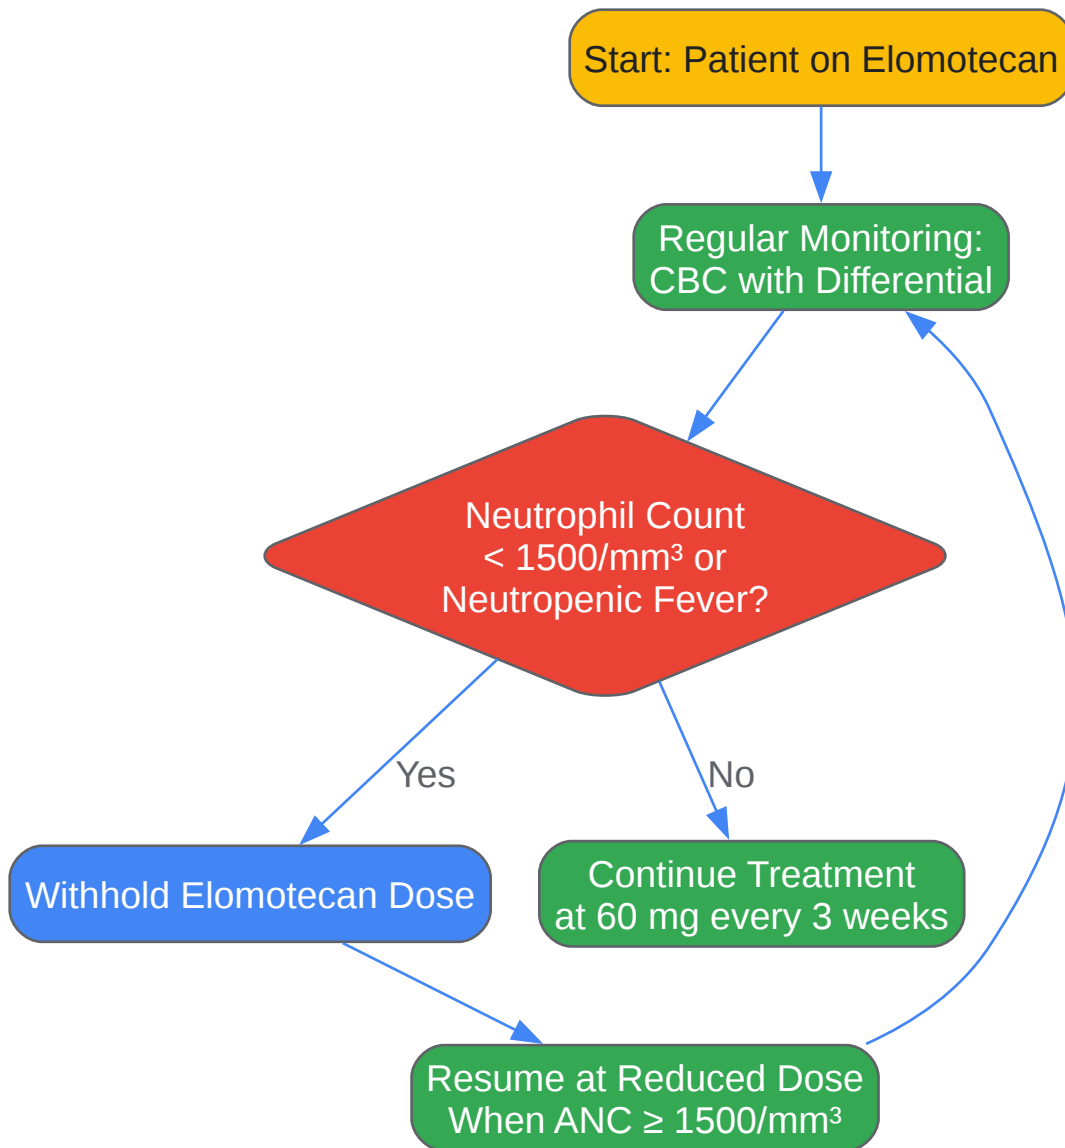 Start: Patient on Elomotecan
Regular Monitoring:
CBC with Differential
Neutrophil Count
< 1500/mm³ or
Neutropenic Fever?
Yes
No
Withhold Elomotecan Dose
Continue Treatment
at 60 mg every 3 weeks
Resume at Reduced Dose
When ANC ≥ 1500/mm³